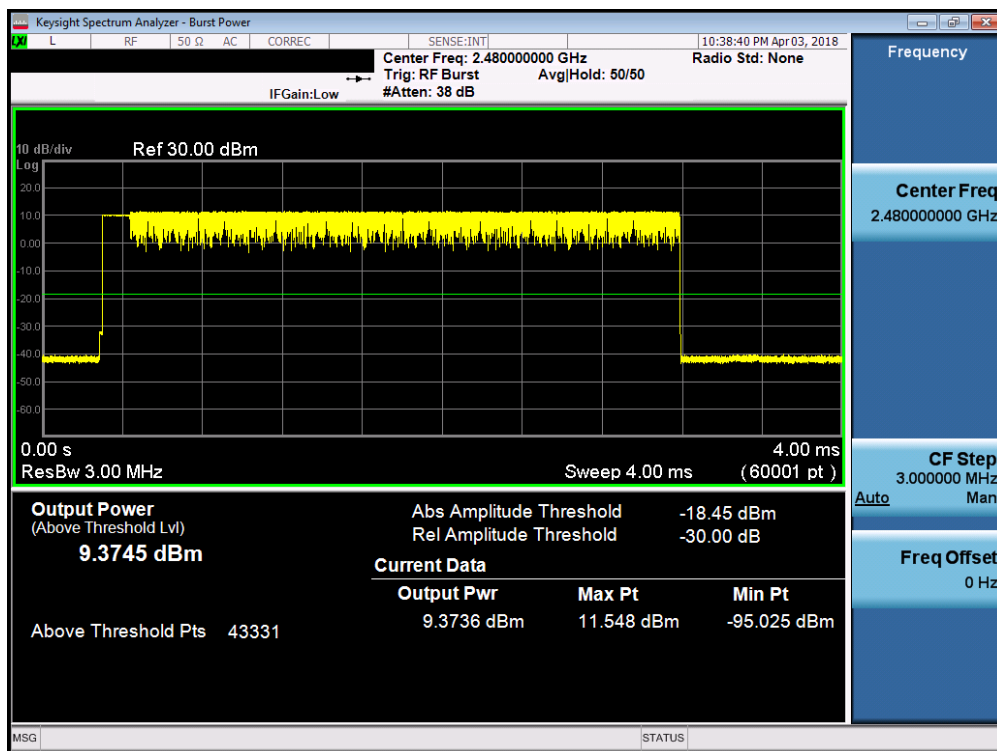 Keysight Spectrum Analyzer - Burst Power
LXI L RF 50 Ω AC CORREC SENSE:INT 10:38:40 PM Apr 03, 2018
Center Freq: 2.480000000 GHz Radio Std: None
Trig: RF Burst Avg|Hold: 50/50
IFGain:Low #Atten: 38 dB
Frequency
10 dB/div Ref 30.00 dBm
Log
20.0
10.0
0.00
-10.0
-20.0
-30.0
-40.0
-50.0
-60.0
0.00 s 4.00 ms
ResBw 3.00 MHz Sweep 4.00 ms (60001 pt)
Center Freq
2.480000000 GHz
CF Step
3.000000 MHz
Auto Man
Freq Offset
0 Hz
Output Power
(Above Threshold Lvl)
9.3745 dBm
Above Threshold Pts 43331
Abs Amplitude Threshold -18.45 dBm
Rel Amplitude Threshold -30.00 dB
Current Data
Output Pwr Max Pt Min Pt
9.3736 dBm 11.548 dBm -95.025 dBm
MSG STATUS